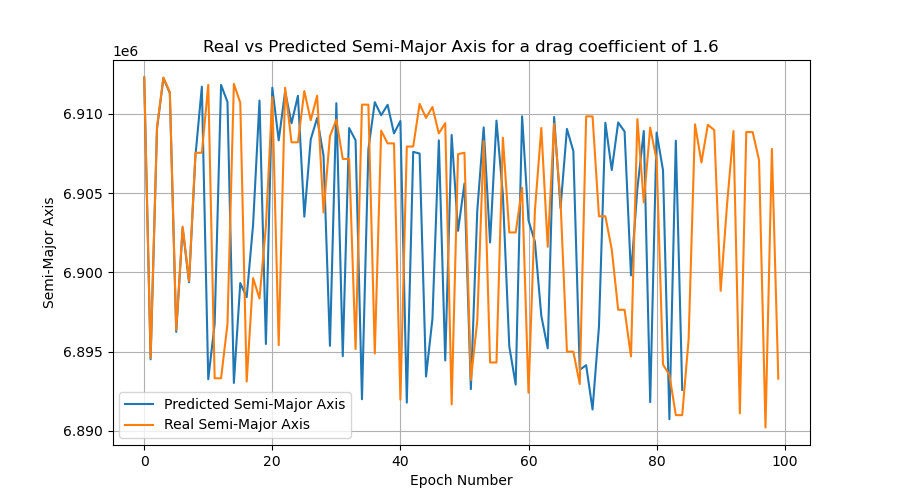 Real vs Predicted Semi-Major Axis for a drag coefficient of 1.6
1e6
6.910
6.905
6.900
6.895
6.890
Semi-Major Axis
Predicted Semi-Major Axis
Real Semi-Major Axis
0 20 40 60 80 100
Epoch Number